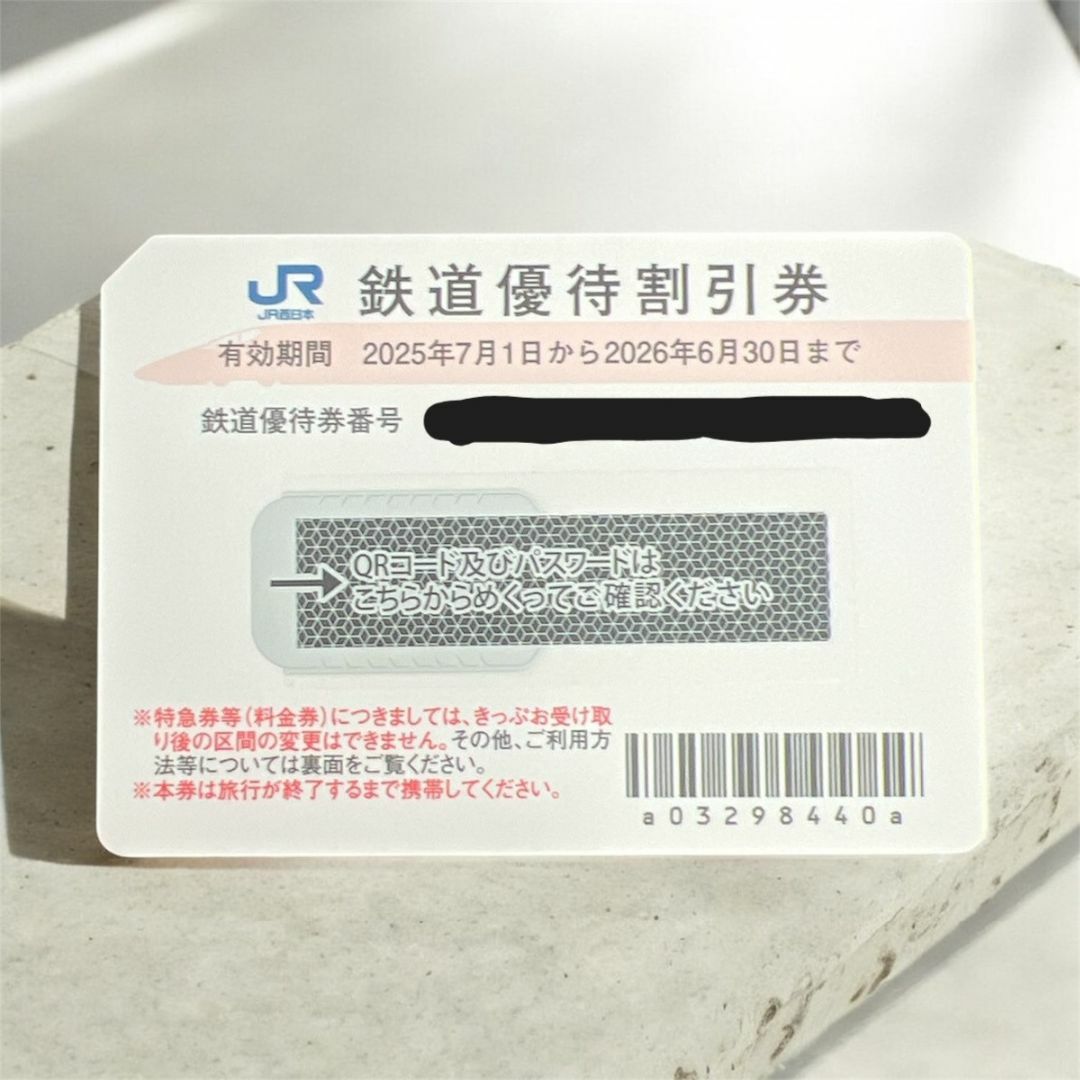 JR 鉄道優待割引券
JR西日本
有効期間 2025年7月1日から2026年6月30日まで
鉄道優待券番号
QRコード及びパスワードは
こちらからめくってご確認ください
※特急券等(料金券)につきましては、きっぷお受け取
り後の区間の変更はできません。その他、ご利用方
法等については裏面をご覧ください。
※本券は旅行が終了するまで携帯してください。
a03298440a